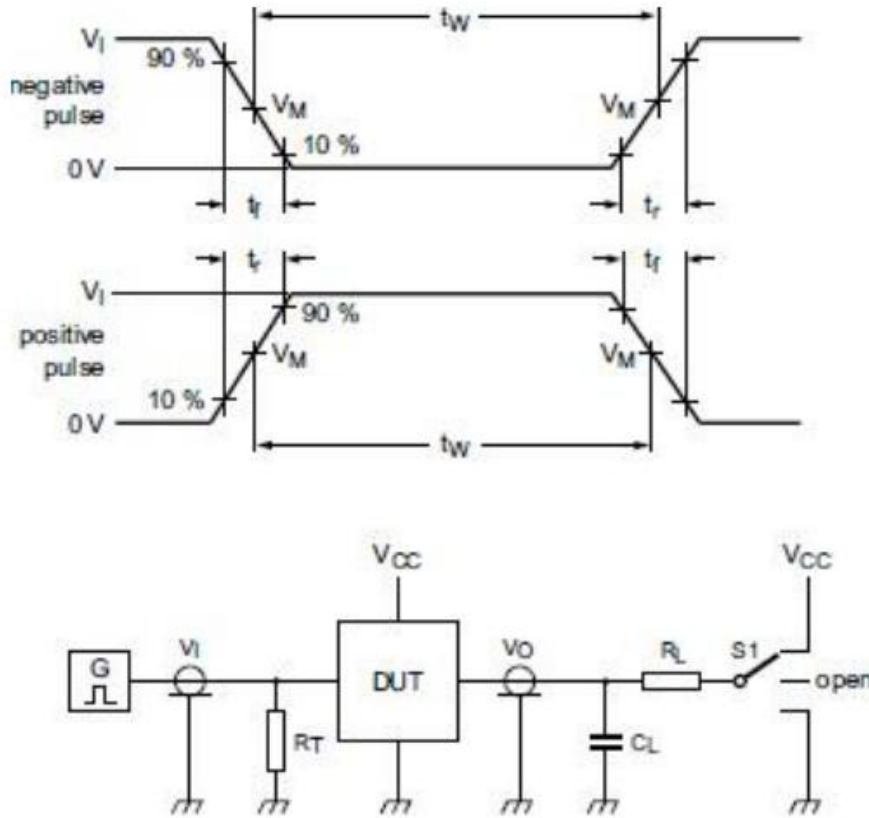 tW
VI
90 %
negative
pulse
VM
VM
10 %
0 V
tf
tr
tr
tf
VI
90 %
positive
pulse
VM
VM
10 %
0 V
tW
VCC
VCC
G
VI
DUT
VO
RL
S1
open
RT
CL